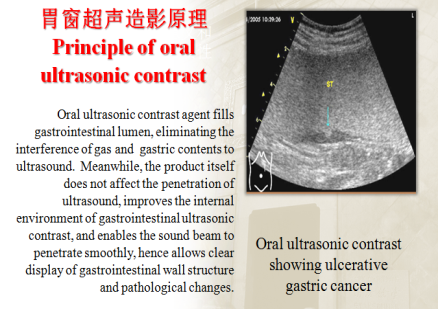 胃窗超声造影原理
Principle of oral
ultrasonic contrast
Oral ultrasonic contrast agent fills
gastrointestinal lumen, eliminating the
interference of gas and gastric contents to
ultrasound. Meanwhile, the product itself
does not affect the penetration of
ultrasound, improves the internal
environment of gastrointestinal ultrasonic
contrast, and enables the sound beam to
penetrate smoothly, hence allows clear
display of gastrointestinal wall structure
and pathological changes.
/2005 10:39:26
V
ST
Oral ultrasonic contrast
showing ulcerative
gastric cancer